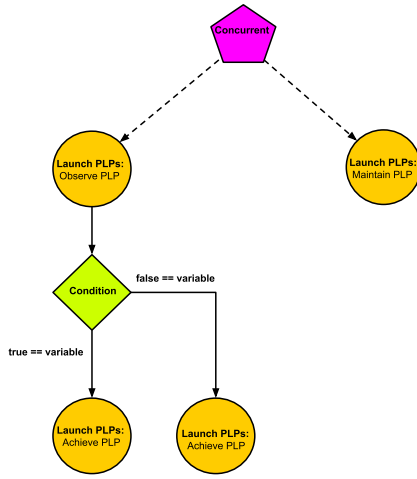 Concurrent
Launch PLPs:
Observe PLP
Launch PLPs:
Maintain PLP
Condition
false == variable
true == variable
Launch PLPs:
Achieve PLP
Launch PLPs:
Achieve PLP